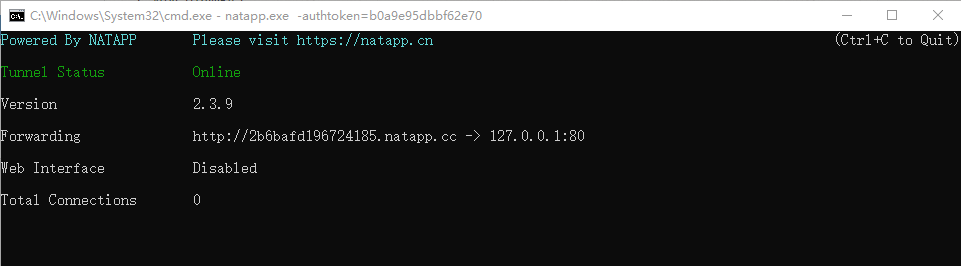 C:\Windows\System32\cmd.exe - natapp.exe  -authtoken=b0a9e95dbbf62e70
Powered By NATAPP       Please visit https://natapp.cn       (Ctrl+C to Quit)
Tunnel Status           Online
Version                 2.3.9
Forwarding              http://2b6bafd196724185.natapp.cc -> 127.0.0.1:80
Web Interface           Disabled
Total Connections       0